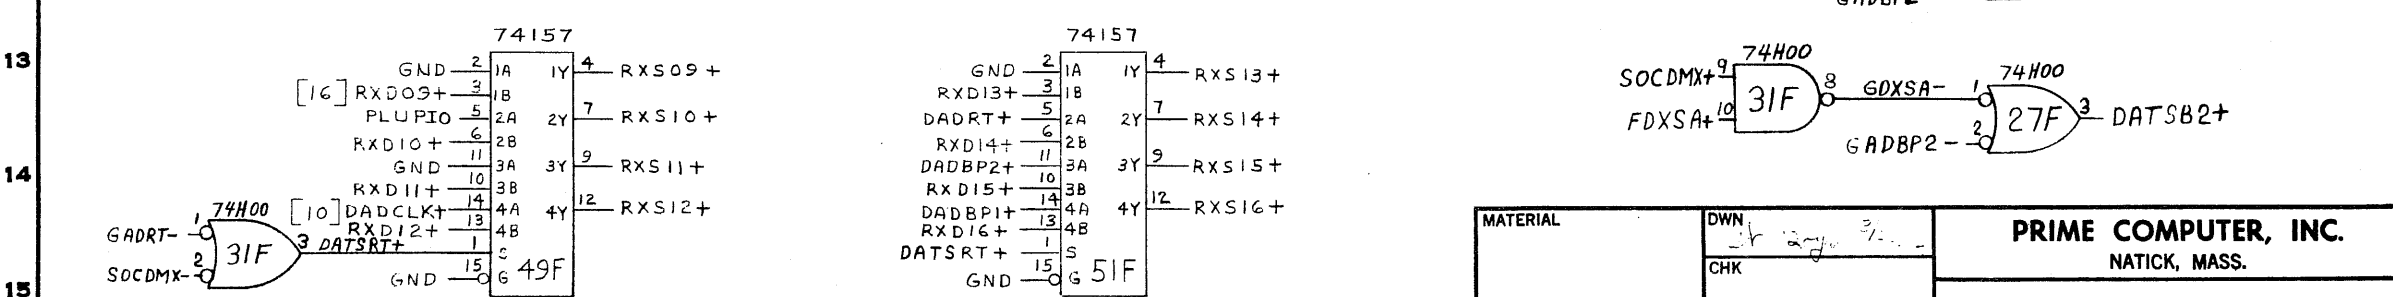 13
14
15
74157
GND 2 1A 1Y 4 RXS09+
[16] RXD09+ 3 1B
PLUPIO 5 2A 2Y 7 RXS10+
RXD10+ 6 2B
GND 11 3A 3Y 9 RXS11+
RXD11+ 10 3B
[10] DADCLK+ 14 4A 4Y 12 RXS12+
RXD12+ 13 4B
74H00
GADRT- 1
31F 3 DATSRT+ 1 S
SOCDMX- 2
GND 15 G 49F
74157
GND 2 1A 1Y 4 RXS13+
RXD13+ 3 1B
DADRT+ 5 2A 2Y 7 RXS14+
RXD14+ 6 2B
DADBP2+ 11 3A 3Y 9 RXS15+
RXD15+ 10 3B
DADBP1+ 14 4A 4Y 12 RXS16+
RXD16+ 13 4B
DATSRT+ 1 S
GND 15 G 51F
74H00
SOCDMX+ 9
31F 8 GDXSA- 1
FDXSA+ 10
74H00
27F 3 DATSB2+
GADBP2- 2
MATERIAL
DWN
CHK
PRIME COMPUTER, INC.
NATICK, MASS.